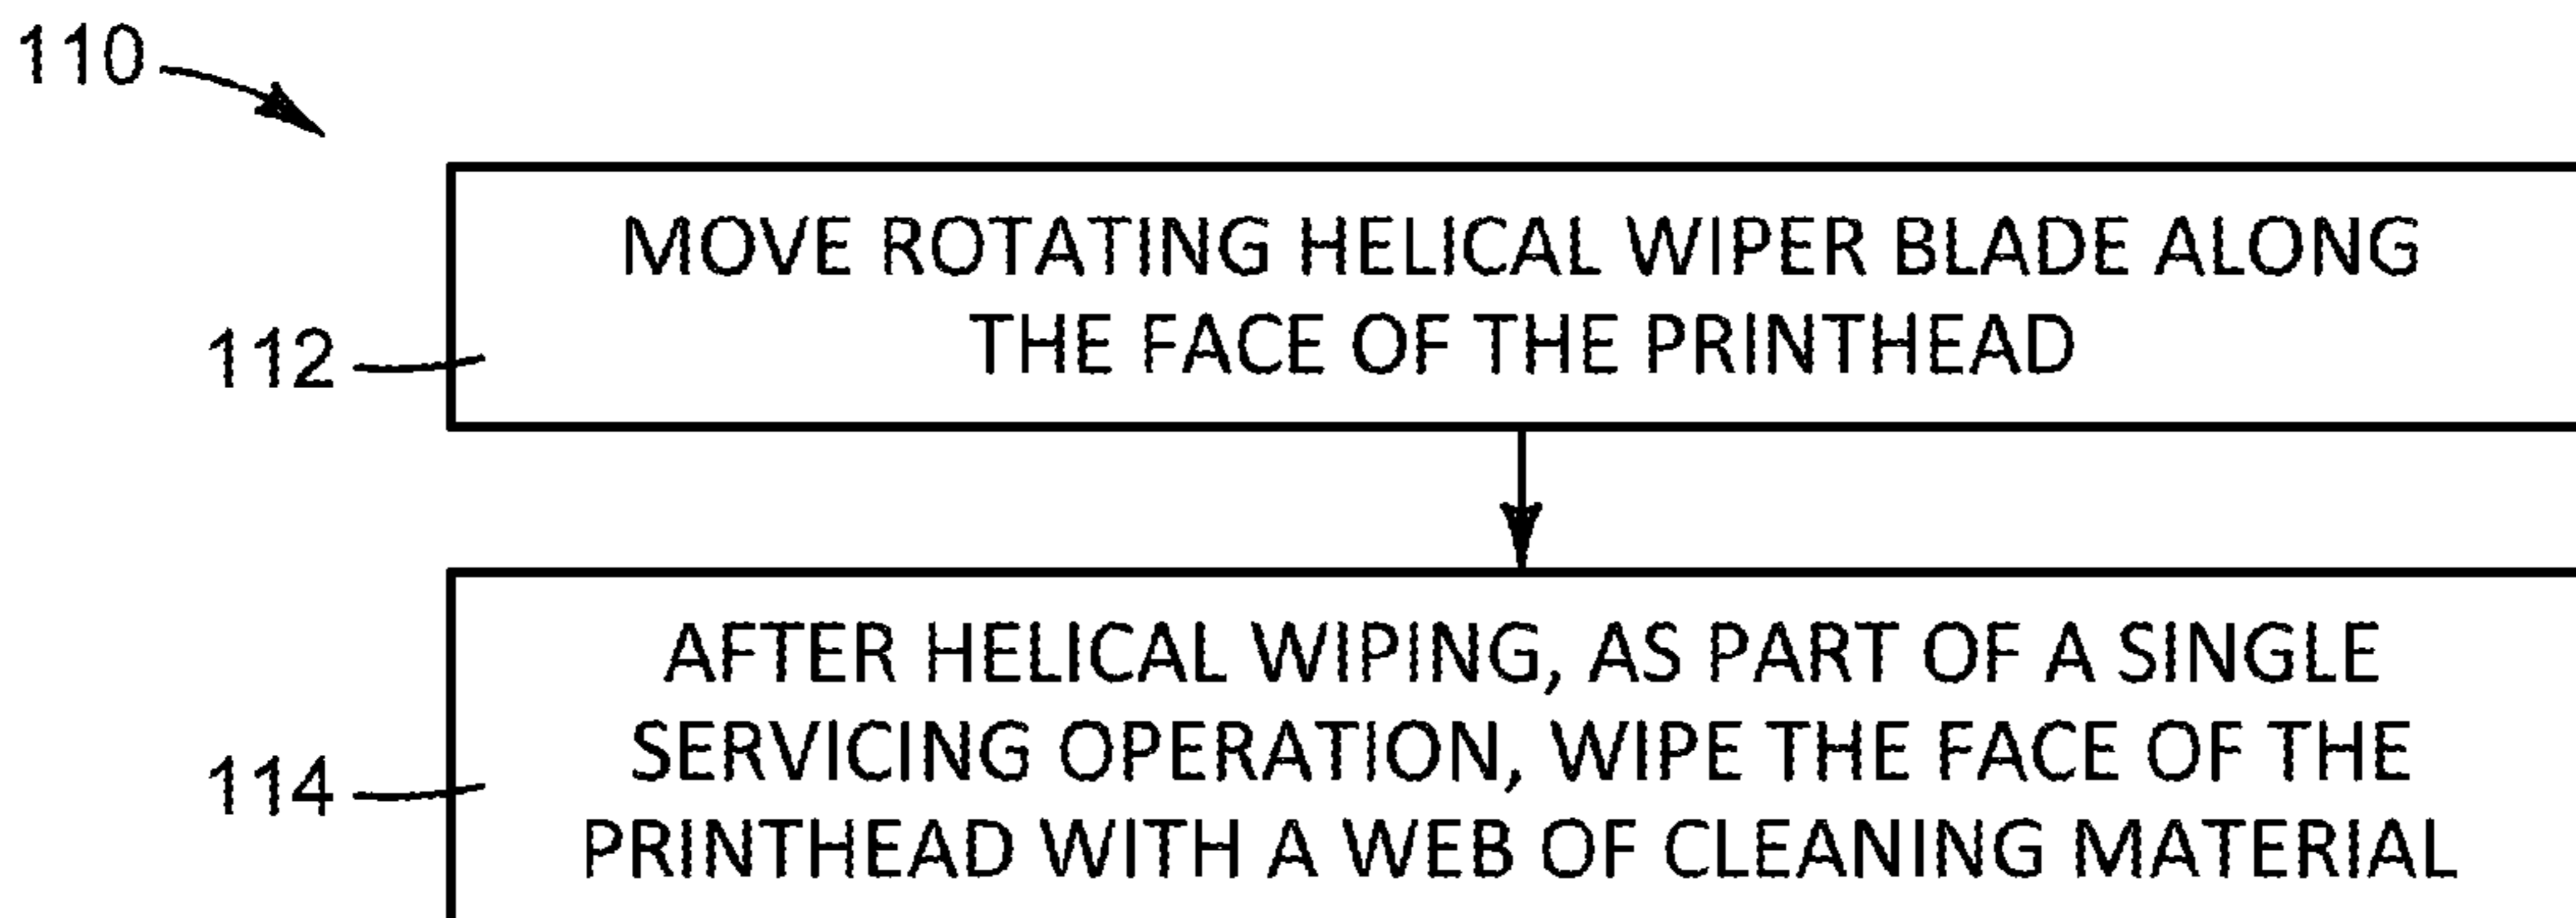 110
MOVE ROTATING HELICAL WIPER BLADE ALONG
THE FACE OF THE PRINTHEAD
112
AFTER HELICAL WIPING, AS PART OF A SINGLE
SERVICING OPERATION, WIPE THE FACE OF THE
114
PRINTHEAD WITH A WEB OF CLEANING MATERIAL